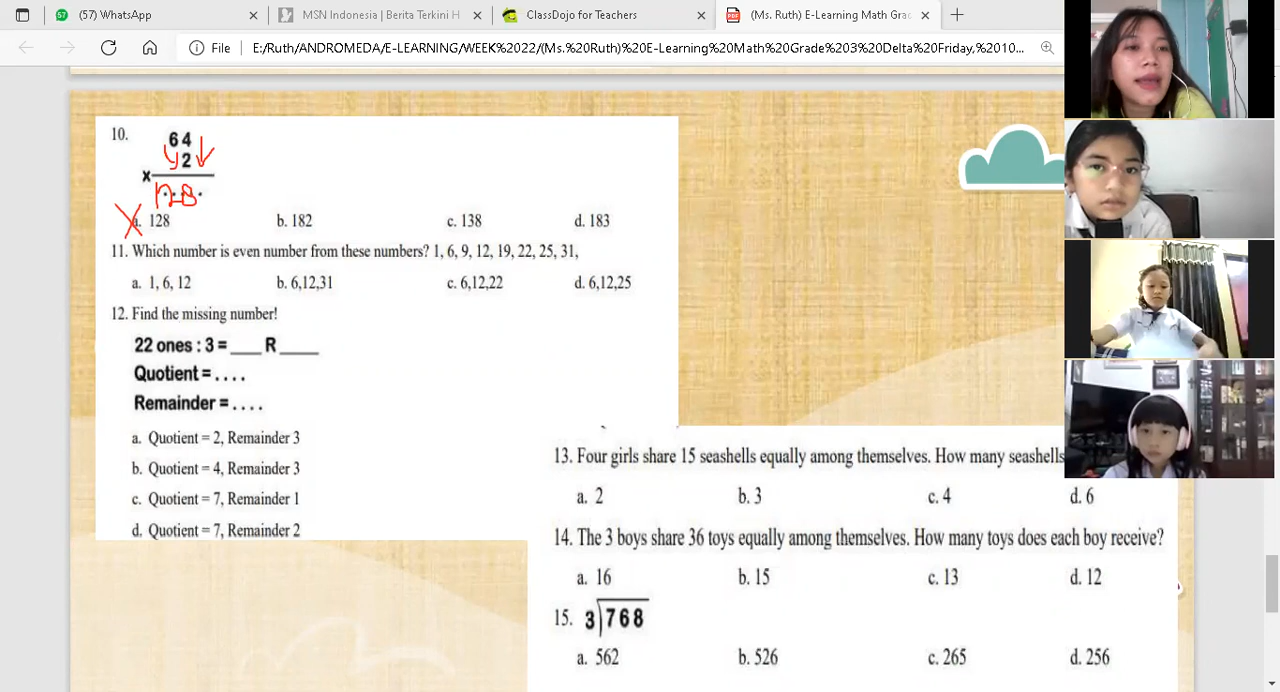 (57) WhatsApp
MSN Indonesia | Berita Terkini H
ClassDojo for Teachers
(Ms. Ruth) E-Learning Math Gra
File E:/Ruth/ANDROMEDA/E-LEARNING/WEEK%2022/(Ms.%20Ruth)%20E-Learning%20Math%20Grade%203%20Delta%20Friday,%2010...
10.
64
2
x
128
a. 128 b. 182 c. 138 d. 183
11. Which number is even number from these numbers? 1, 6, 9, 12, 19, 22, 25, 31,
a. 1, 6, 12 b. 6,12,31 c. 6,12,22 d. 6,12,25
12. Find the missing number!
22 ones : 3 = ____ R _____
Quotient = . . . .
Remainder = . . . .
a. Quotient = 2, Remainder 3
b. Quotient = 4, Remainder 3
c. Quotient = 7, Remainder 1
d. Quotient = 7, Remainder 2
13. Four girls share 15 seashells equally among themselves. How many seashells
a. 2 b. 3 c. 4 d. 6
14. The 3 boys share 36 toys equally among themselves. How many toys does each boy receive?
a. 16 b. 15 c. 13 d. 12
15. 3)768
a. 562 b. 526 c. 265 d. 256